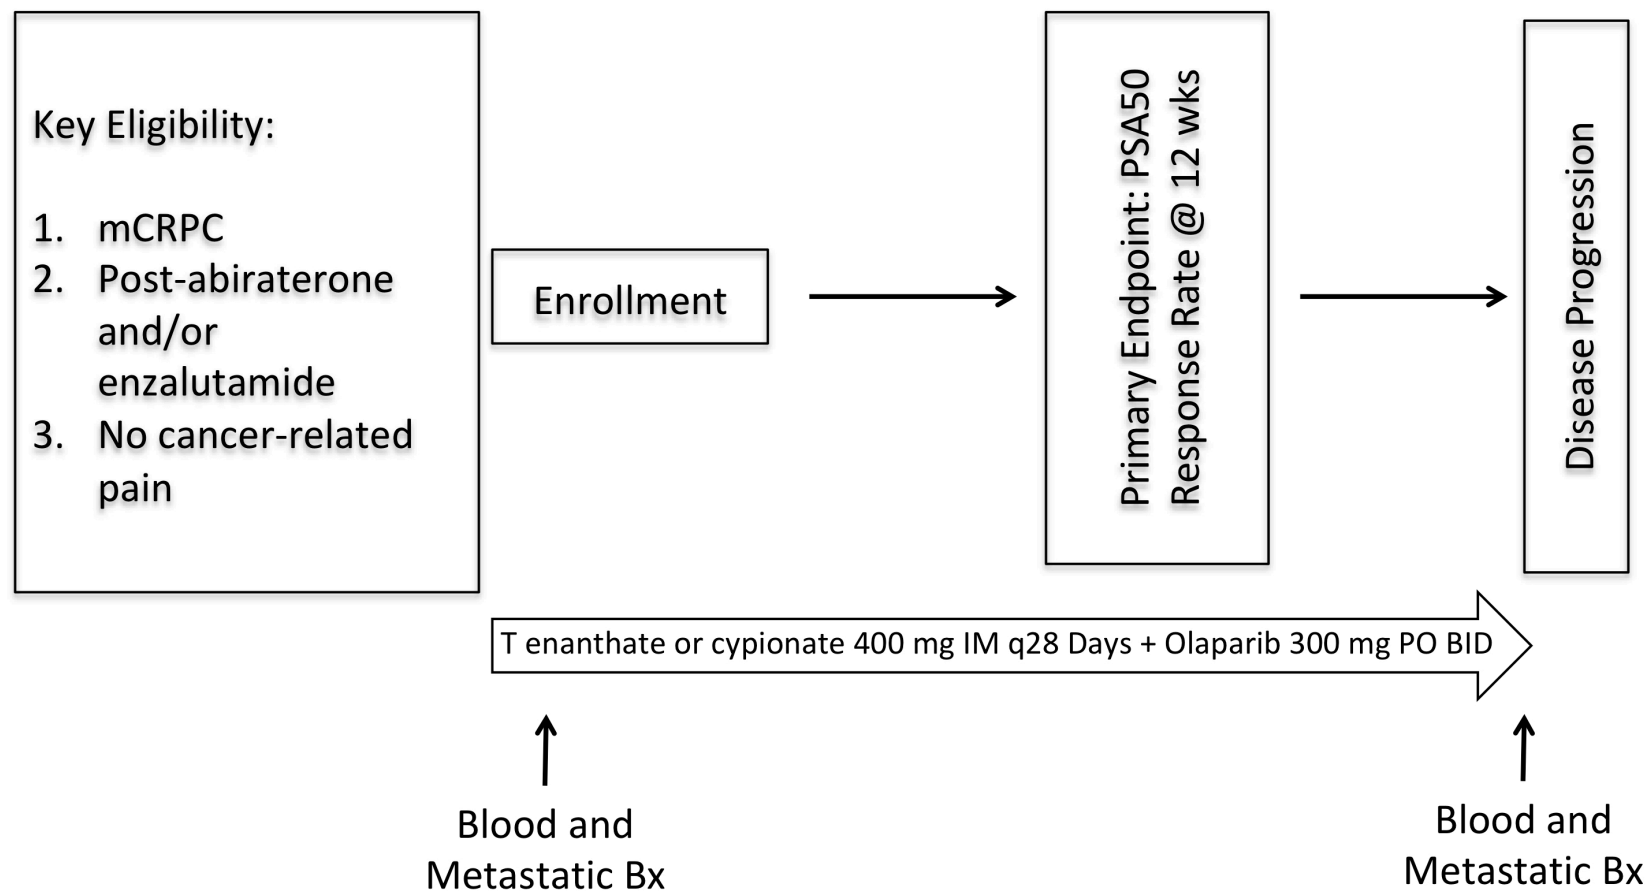 Key Eligibility:
1. mCRPC
2. Post-abiraterone
and/or
enzalutamide
3. No cancer-related
pain
Enrollment
Primary Endpoint: PSA50
Response Rate @ 12 wks
Disease Progression
T enanthate or cypionate 400 mg IM q28 Days + Olaparib 300 mg PO BID
Blood and
Metastatic Bx
Blood and
Metastatic Bx